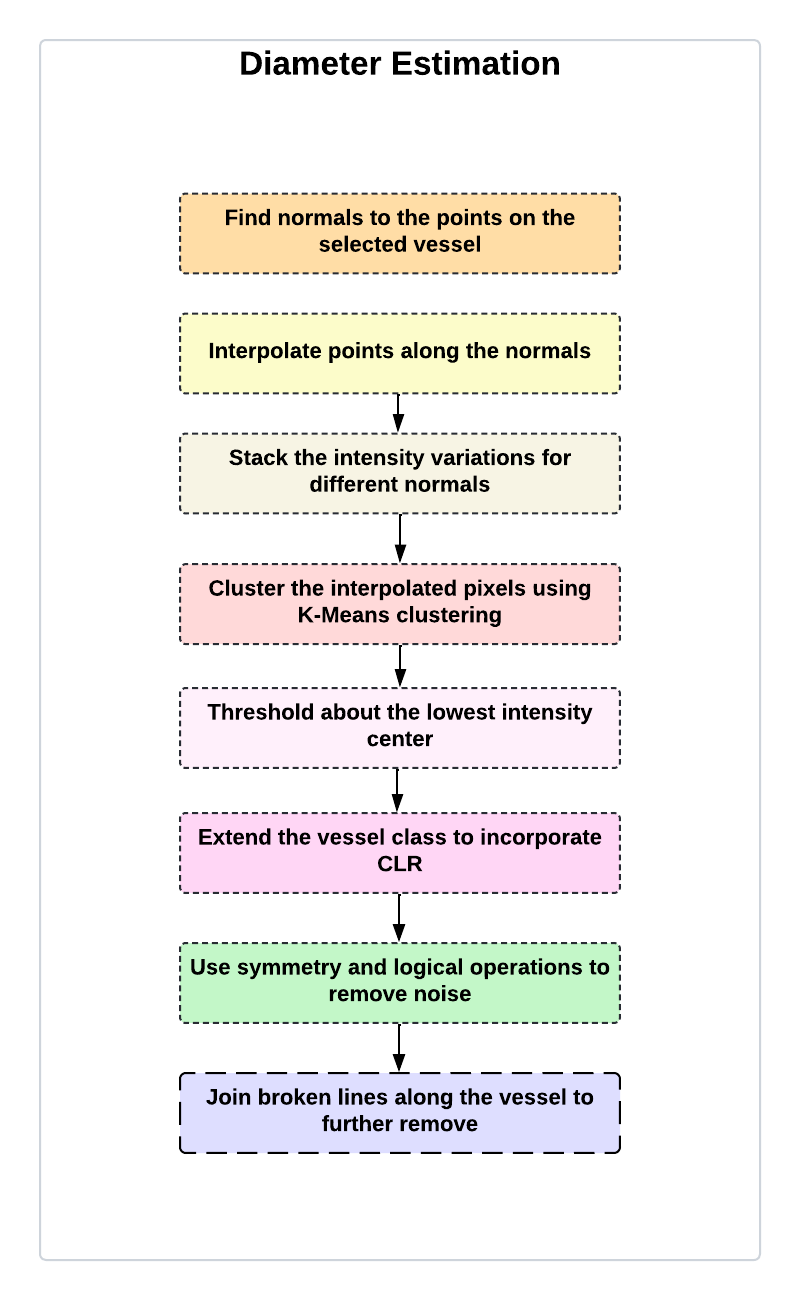 Diameter Estimation
Find normals to the points on the
selected vessel
Interpolate points along the normals
Stack the intensity variations for
different normals
Cluster the interpolated pixels using
K-Means clustering
Threshold about the lowest intensity
center
Extend the vessel class to incorporate
CLR
Use symmetry and logical operations to
remove noise
Join broken lines along the vessel to
further remove